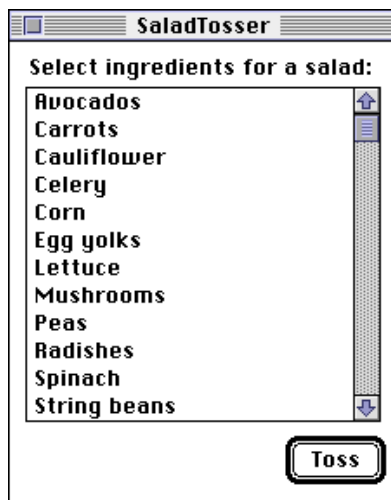 SaladTosser
Select ingredients for a salad:
Avocados
Carrots
Cauliflower
Celery
Corn
Egg yolks
Lettuce
Mushrooms
Peas
Radishes
Spinach
String beans
Toss